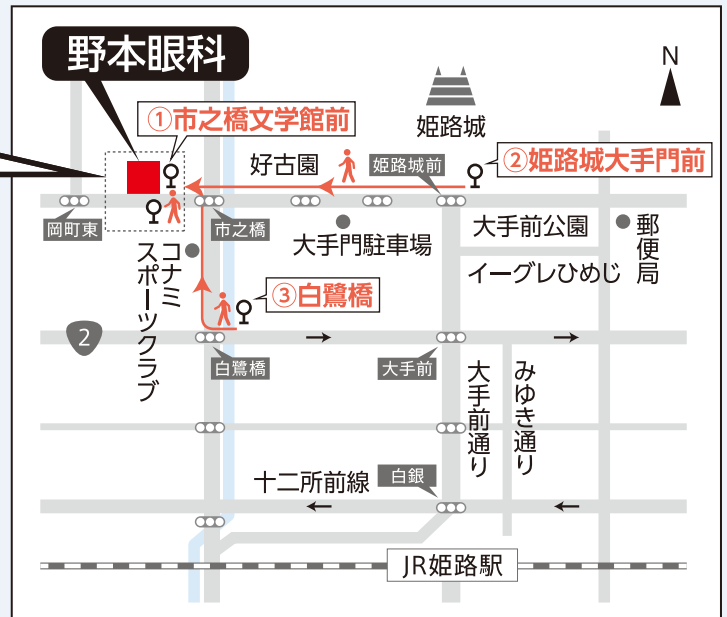 野本眼科
N
①市之橋文学館前
姫路城
好古園
姫路城前
②姫路城大手門前
岡町東
市之橋
大手門駐車場
大手前公園
郵便局
イーグレひめじ
コナミ
スポーツクラブ
③白鷺橋
2
白鷺橋
大手前
大手前通り
みゆき通り
十二所前線
白銀
JR姫路駅